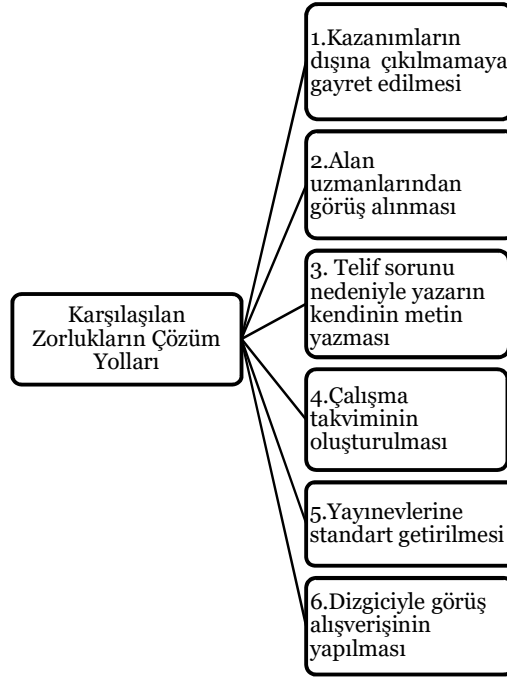 Karşılaşılan
Zorlukların Çözüm
Yolları
1.Kazanımların
dışına çıkılmamaya
gayret edilmesi
2.Alan
uzmanlarından
görüş alınması
3. Telif sorunu
nedeniyle yazarın
kendinin metin
yazması
4.Çalışma
takviminin
oluşturulması
5.Yayınevlerine
standart getirilmesi
6.Dizgiciyle görüş
alışverişinin
yapılması